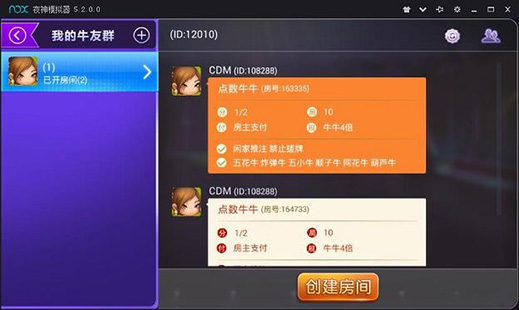 nox 夜神模拟器 5.2.0.0
我的牛友群
(ID:12010)
(1)
已开房间(2)
CDM (ID:108288)
点数牛牛 (房号:163335)
分 1/2 局 10
付 房主支付 规 牛牛4倍
闲家推注 禁止搓牌
五花牛 炸弹牛 五小牛 顺子牛 同花牛 葫芦牛
CDM (ID:108288)
点数牛牛 (房号:164733)
分 1/2 局 10
付 房主支付 规 牛牛4倍
创建房间